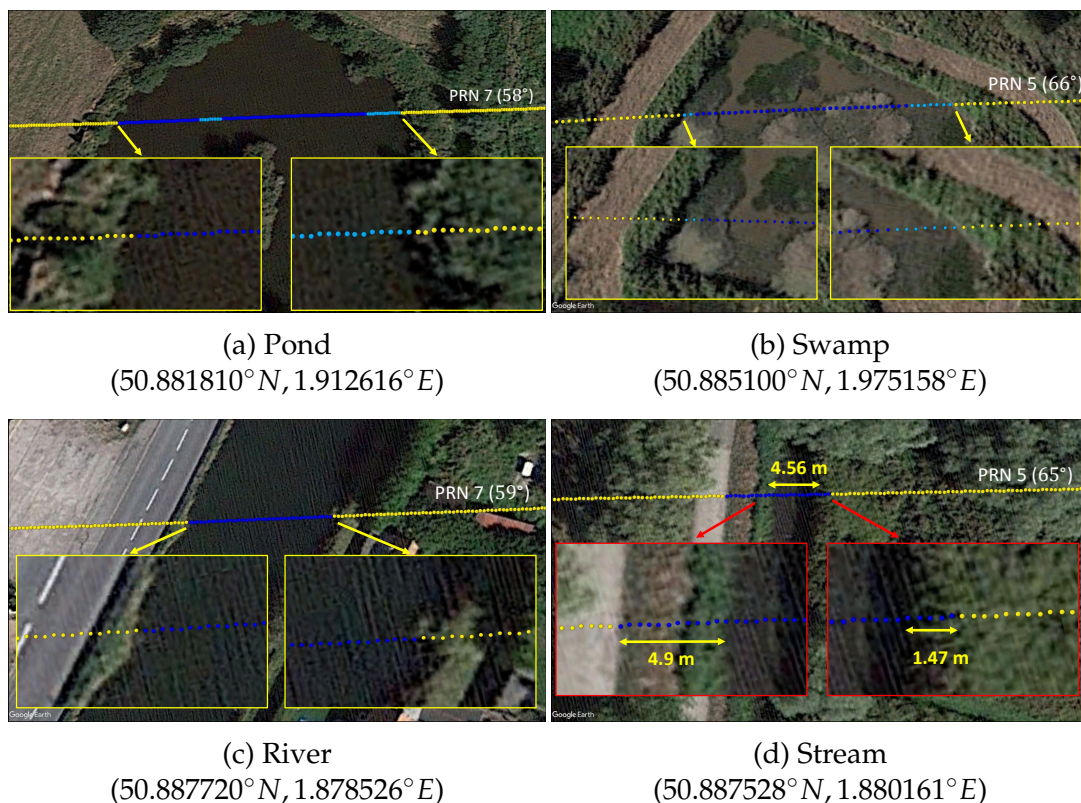 PRN 7 (58°)
PRN 5 (66°)
Google Earth
(a) Pond
(50.881810°N, 1.912616°E)
(b) Swamp
(50.885100°N, 1.975158°E)
PRN 7 (59°)
Google Earth
4.56 m
PRN 5 (65°)
4.9 m
1.47 m
Google Earth
(c) River
(50.887720°N, 1.878526°E)
(d) Stream
(50.887528°N, 1.880161°E)